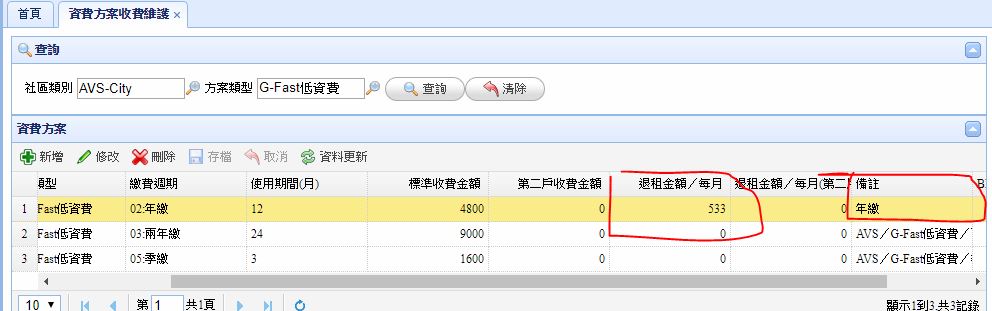 首頁 資費方案收費維護 ×
查詢
社區類別 AVS-City 方案類型 G-Fast低資費 查詢 清除
資費方案
新增 修改 刪除 存檔 取消 資料更新
類型 繳費週期 使用期間(月) 標準收費金額 第二戶收費金額 退租金額／每月 退租金額／每月(第二戶 備註 B
1 Fast低資費 02:年繳 12 4800 0 533 0 年繳
2 Fast低資費 03:兩年繳 24 9000 0 0 0 AVS／G-Fast低資費／
3 Fast低資費 05:季繳 3 1600 0 0 0 AVS／G-Fast低資費／
10 第 1 共1頁 顯示1到3,共3記錄